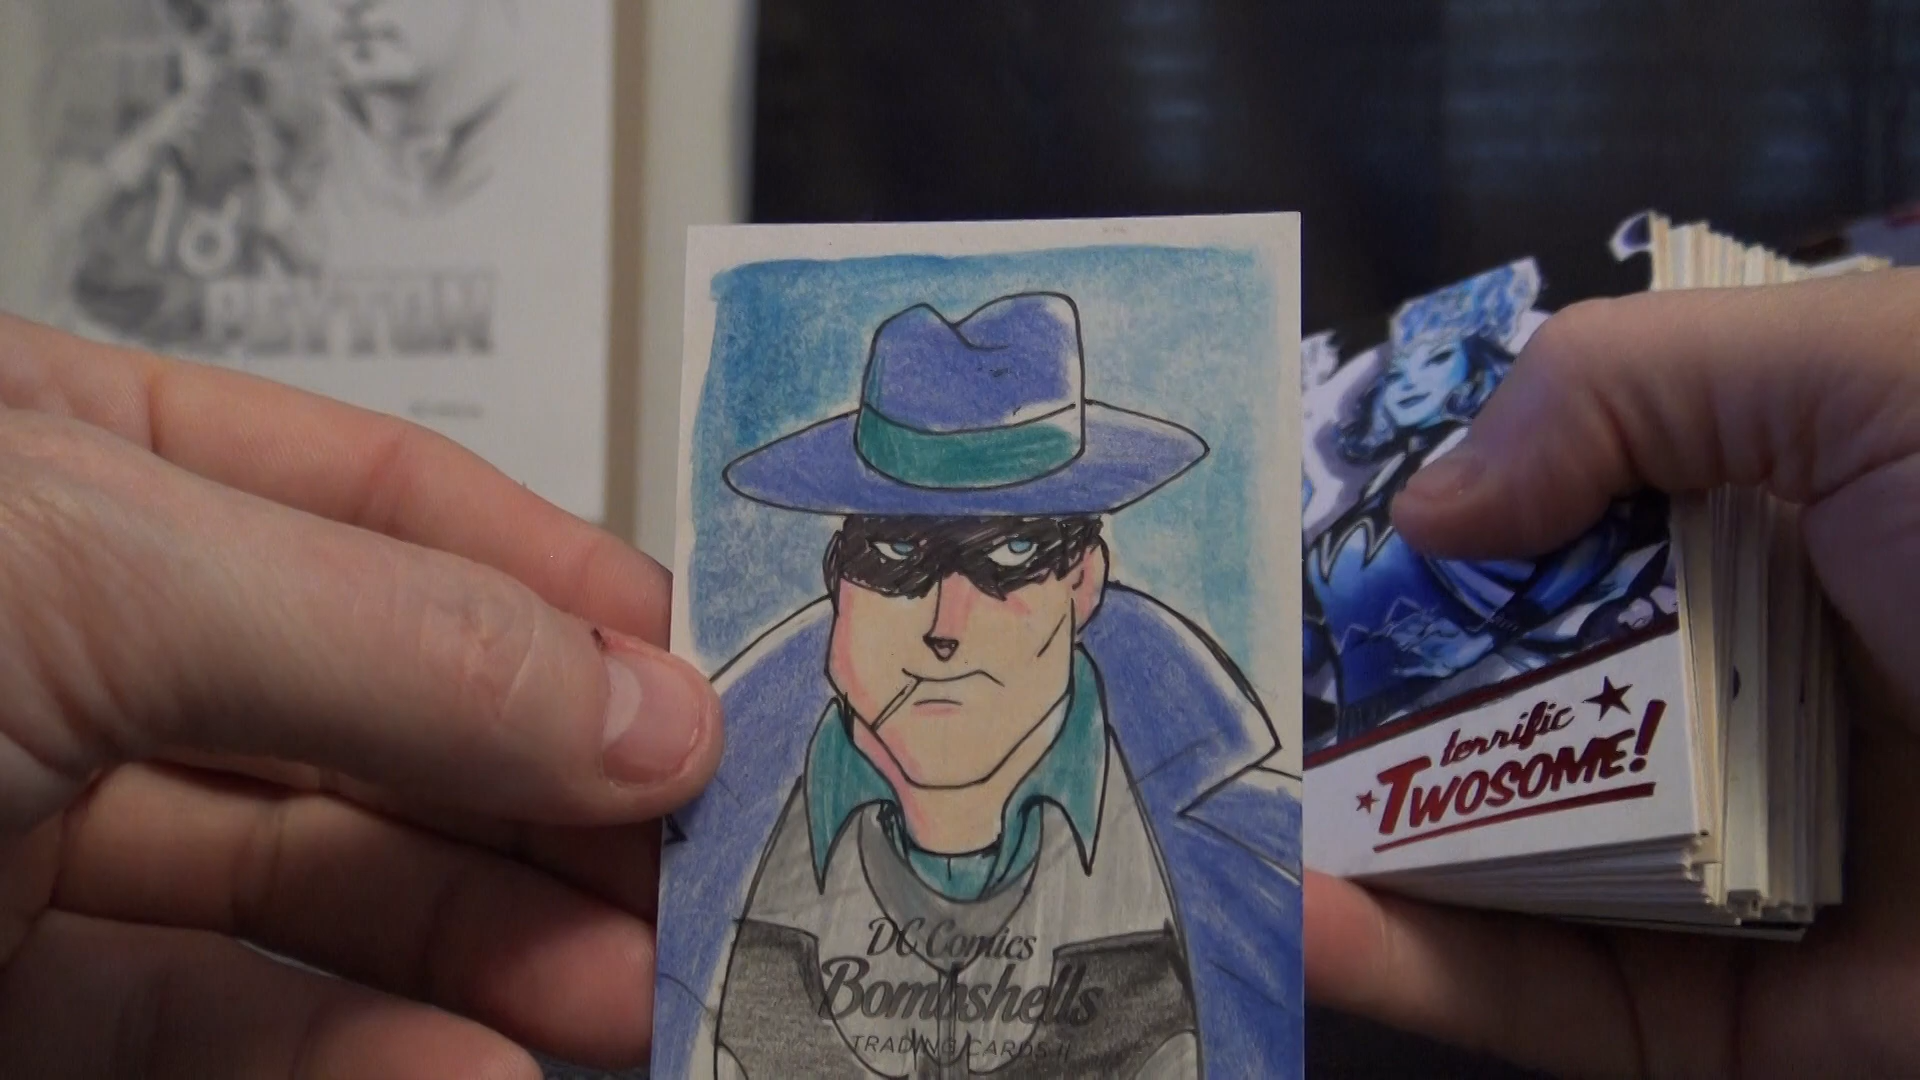 PEYTON
DC Comics
Bombshells
TRADING CARDS II
terrific
TWOSOME!